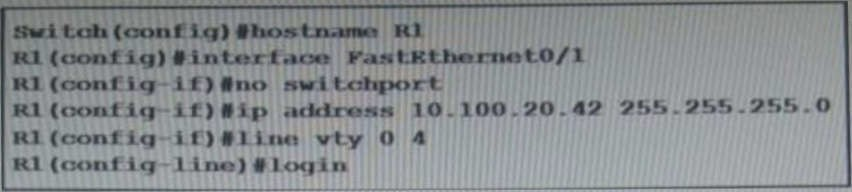 Switch(config)#hostname R1
R1(config)#interface FastEthernet0/1
R1(config-if)#no switchport
R1(config-if)#ip address 10.100.20.42 255.255.255.0
R1(config-if)#line vty 0 4
R1(config-line)#login